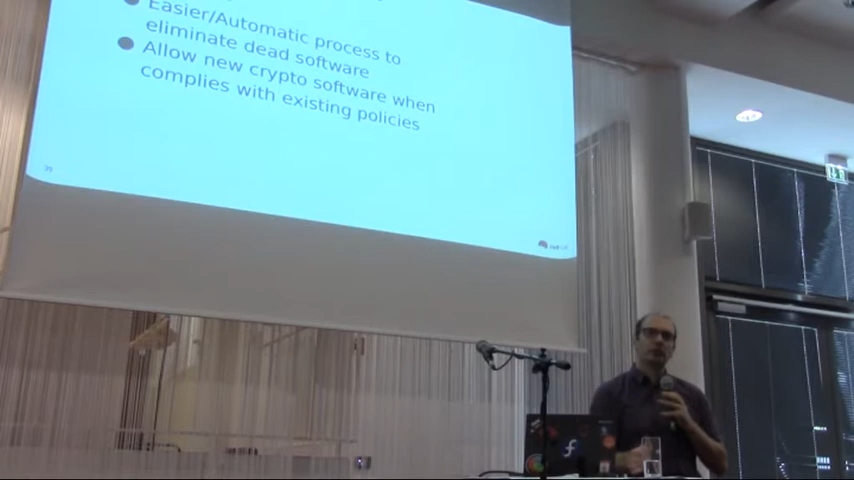 Easier/Automatic process to
eliminate dead software
Allow new crypto software when
complies with existing policies